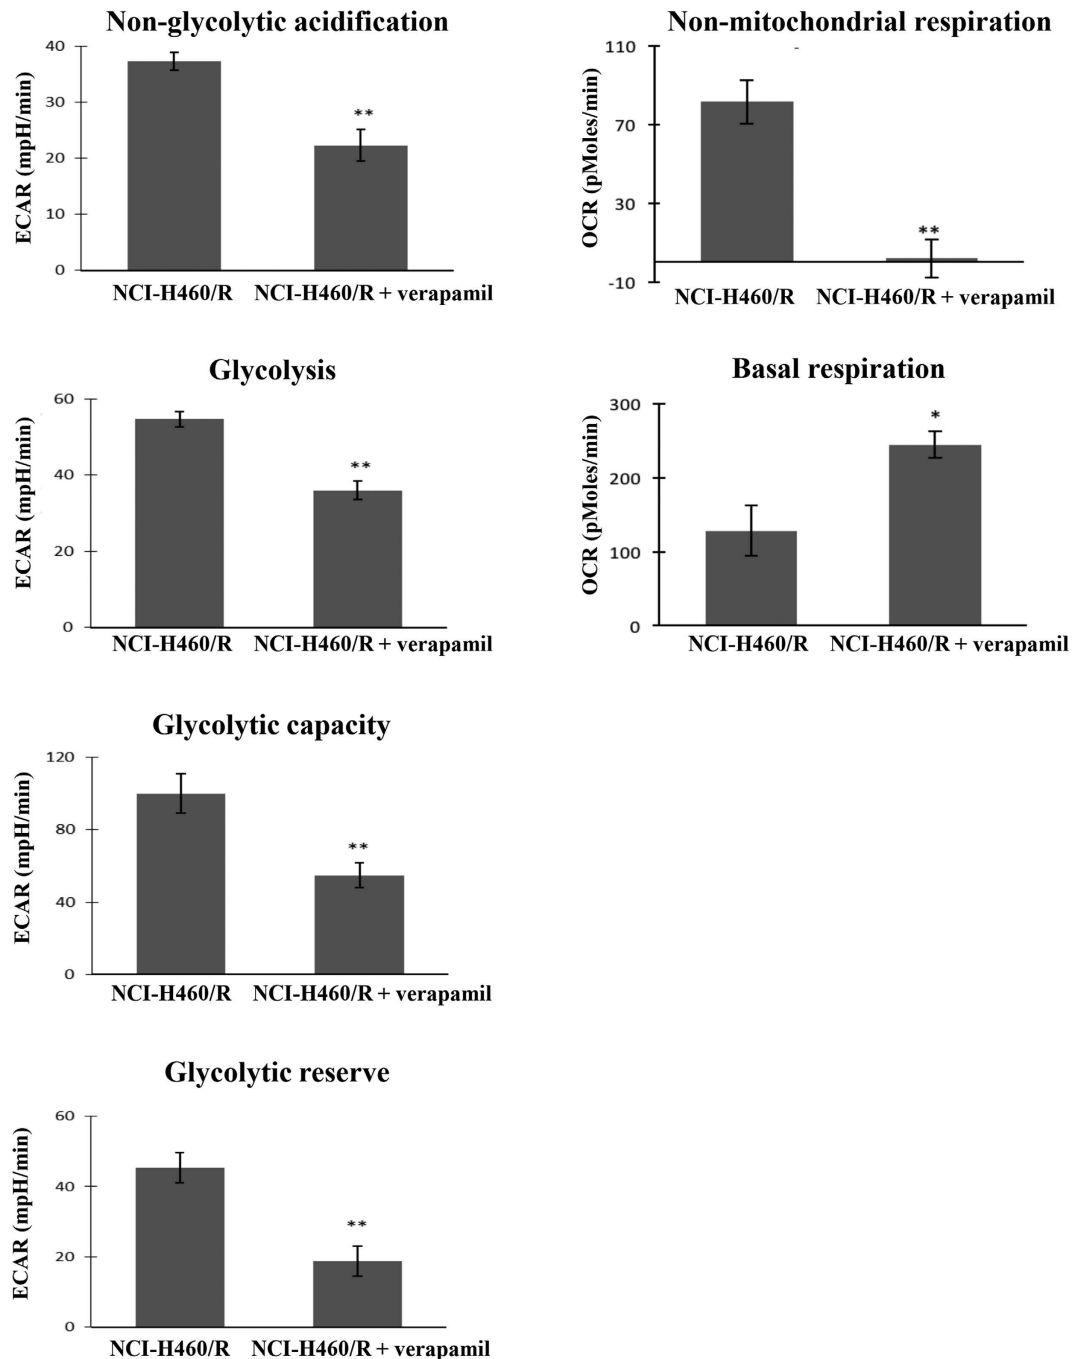 Non-glycolytic acidification
ECAR (mpH/min)
40
30
20
10
0
**
NCI-H460/R
NCI-H460/R + verapamil
Non-mitochondrial respiration
OCR (pMoles/min)
110
70
30
-10
**
NCI-H460/R
NCI-H460/R + verapamil
Glycolysis
ECAR (mpH/min)
60
40
20
0
**
NCI-H460/R
NCI-H460/R + verapamil
Basal respiration
OCR (pMoles/min)
300
200
100
0
*
NCI-H460/R
NCI-H460/R + verapamil
Glycolytic capacity
ECAR (mpH/min)
120
80
40
0
**
NCI-H460/R
NCI-H460/R + verapamil
Glycolytic reserve
ECAR (mpH/min)
60
40
20
0
**
NCI-H460/R
NCI-H460/R + verapamil